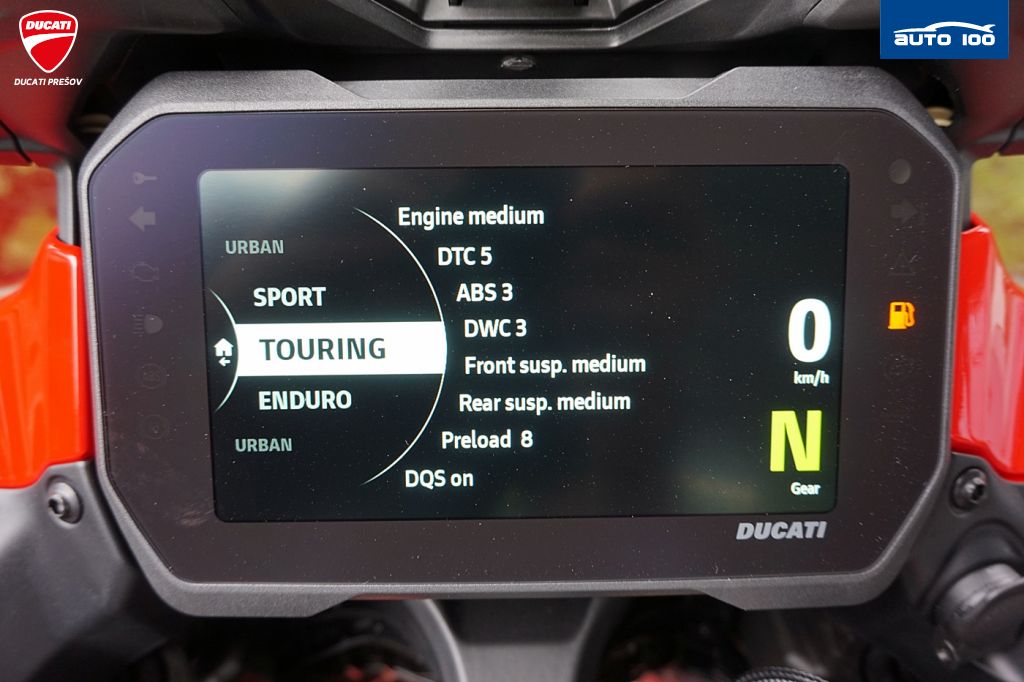 DUCATI
DUCATI PREŠOV
AUTO 100
URBAN
SPORT
TOURING
ENDURO
URBAN
Engine medium
DTC 5
ABS 3
DWC 3
Front susp. medium
Rear susp. medium
Preload 8
DQS on
0
km/h
N
Gear
DUCATI